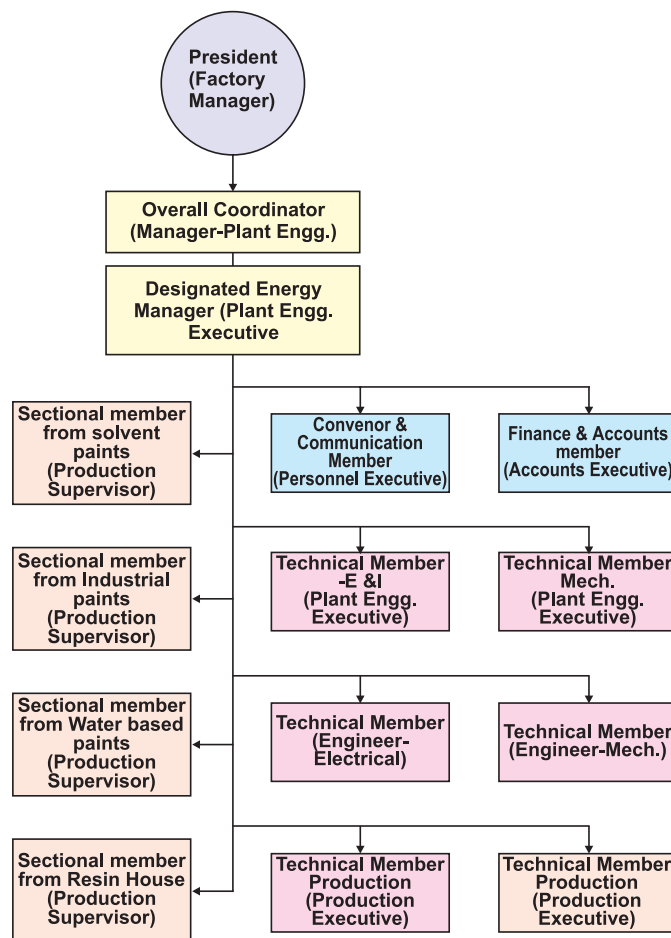 President
(Factory
Manager)
Overall Coordinator
(Manager-Plant Engg.)
Designated Energy
Manager (Plant Engg.
Executive
Sectional member
from solvent
paints
(Production
Supervisor)
Convenor &
Communication
Member
(Personnel Executive)
Finance & Accounts
member
(Accounts Executive)
Sectional member
from Industrial
paints
(Production
Supervisor)
Technical Member
-E &I
(Plant Engg.
Executive)
Technical Member
Mech.
(Plant Engg.
Executive)
Sectional member
from Water based
paints
(Production
Supervisor)
Technical Member
(Engineer-
Electrical)
Technical Member
(Engineer-Mech.)
Sectional member
from Resin House
(Production
Supervisor)
Technical Member
Production
(Production
Executive)
Technical Member
Production
(Production
Executive)